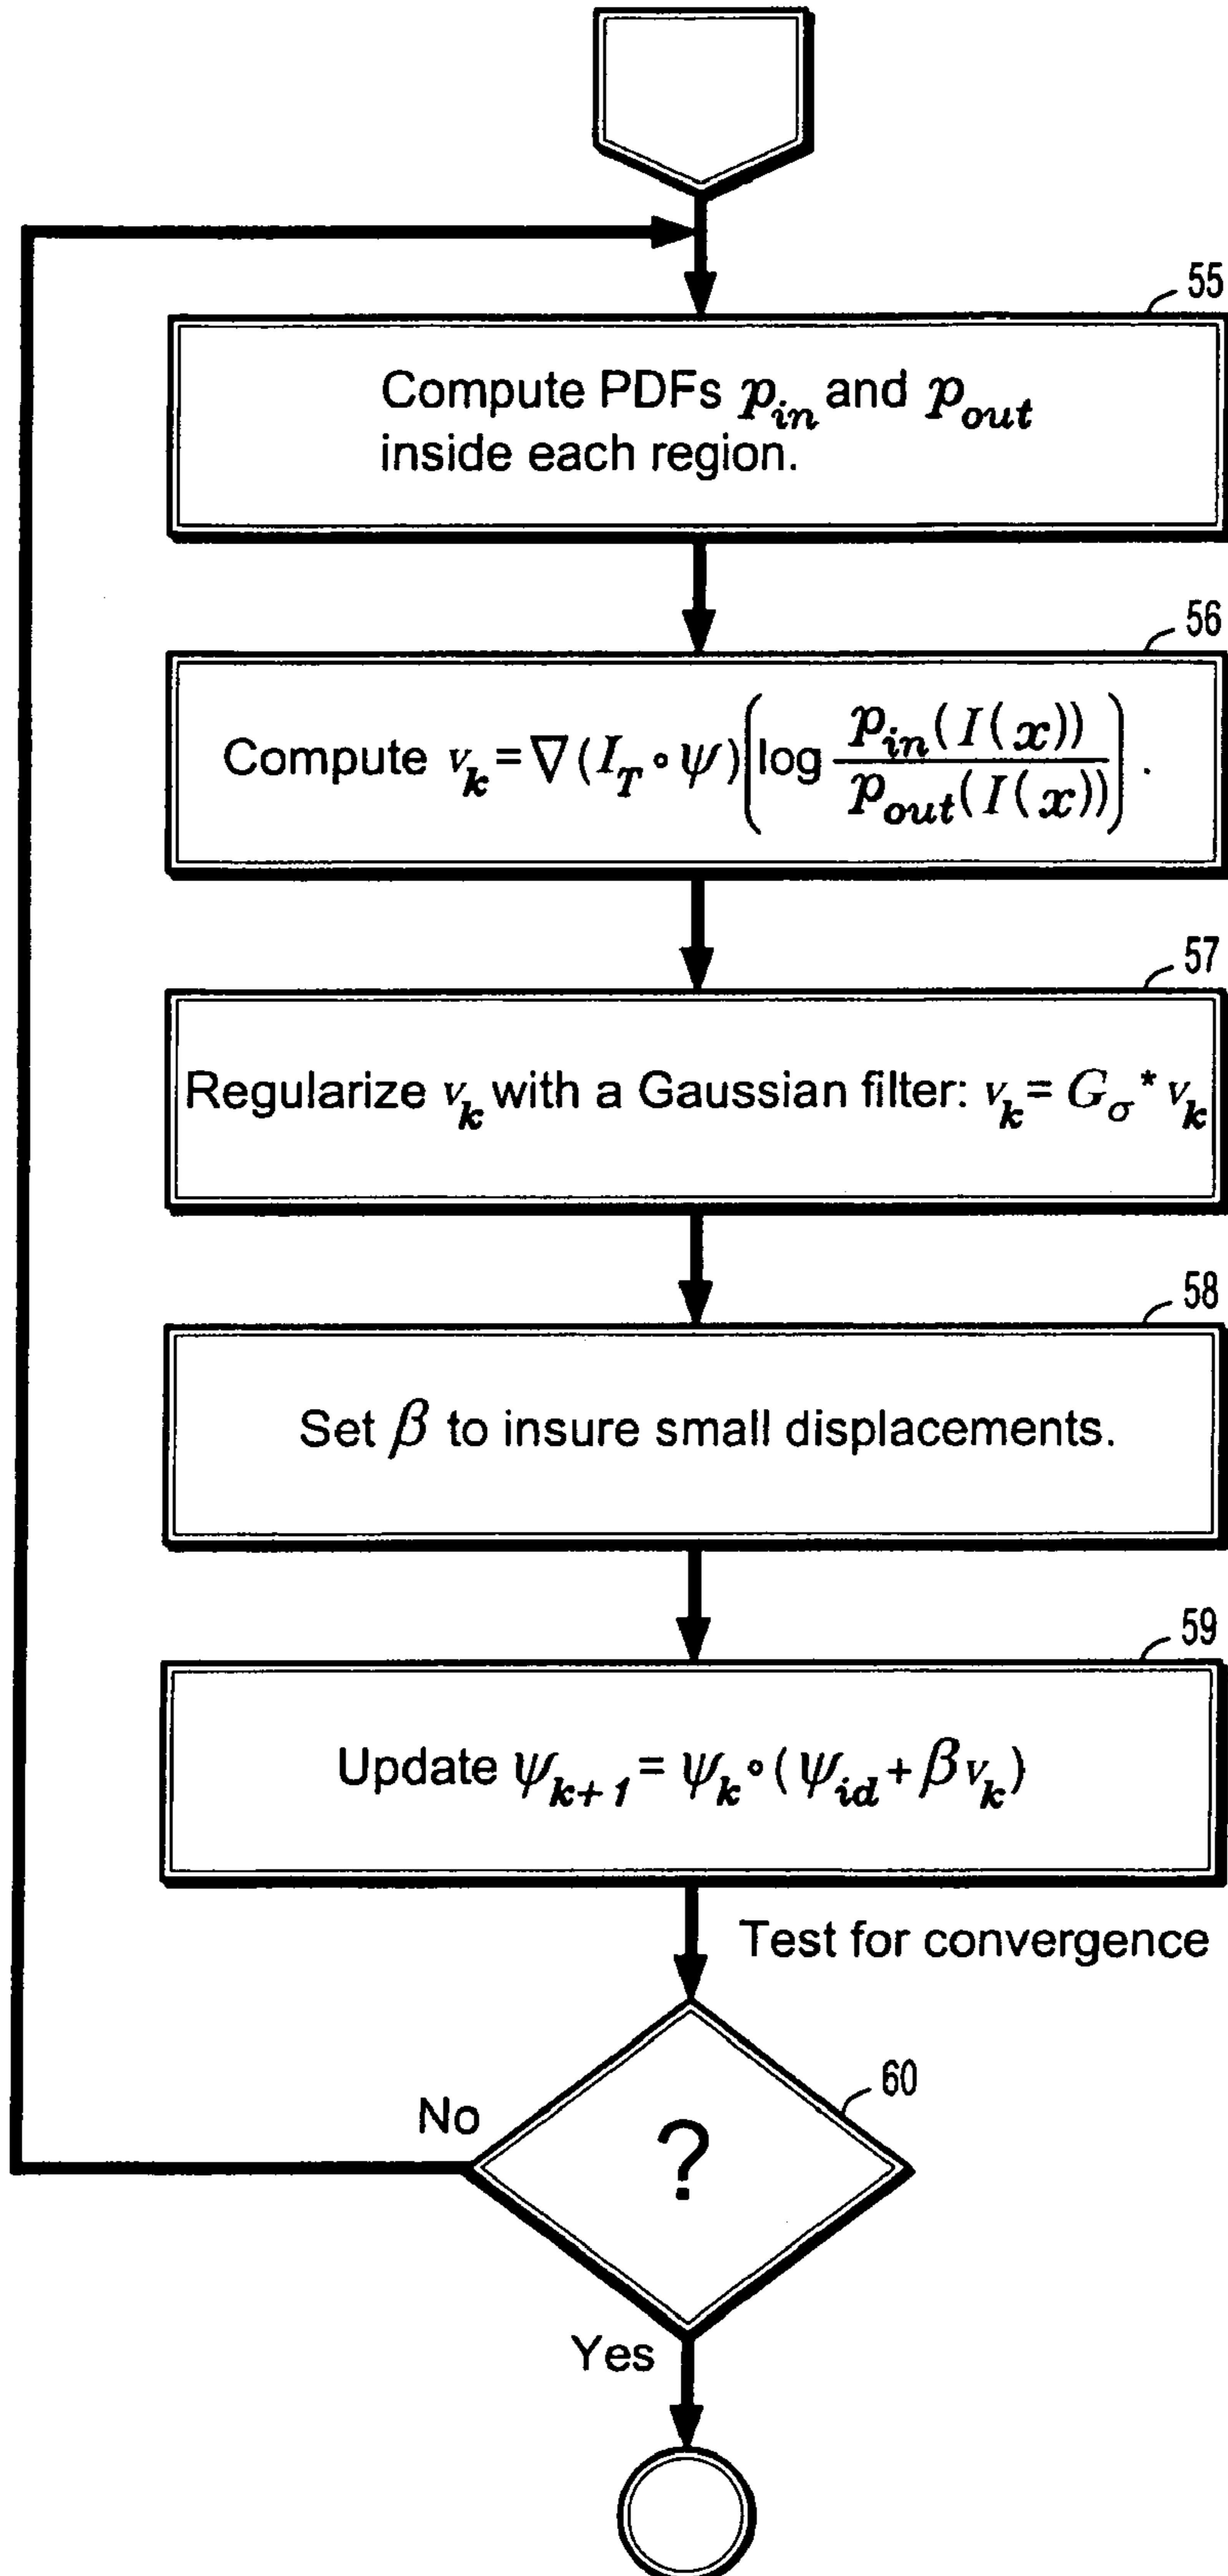 55
Compute PDFs p_in and p_out
inside each region.
56
Compute v_k = ∇(I_T ∘ ψ)(log p_in(I(x)) / p_out(I(x))) .
57
Regularize v_k with a Gaussian filter: v_k = G_σ * v_k
58
Set β to insure small displacements.
59
Update ψ_k+1 = ψ_k ∘ (ψ_id + β v_k)
Test for convergence
60
No
?
Yes